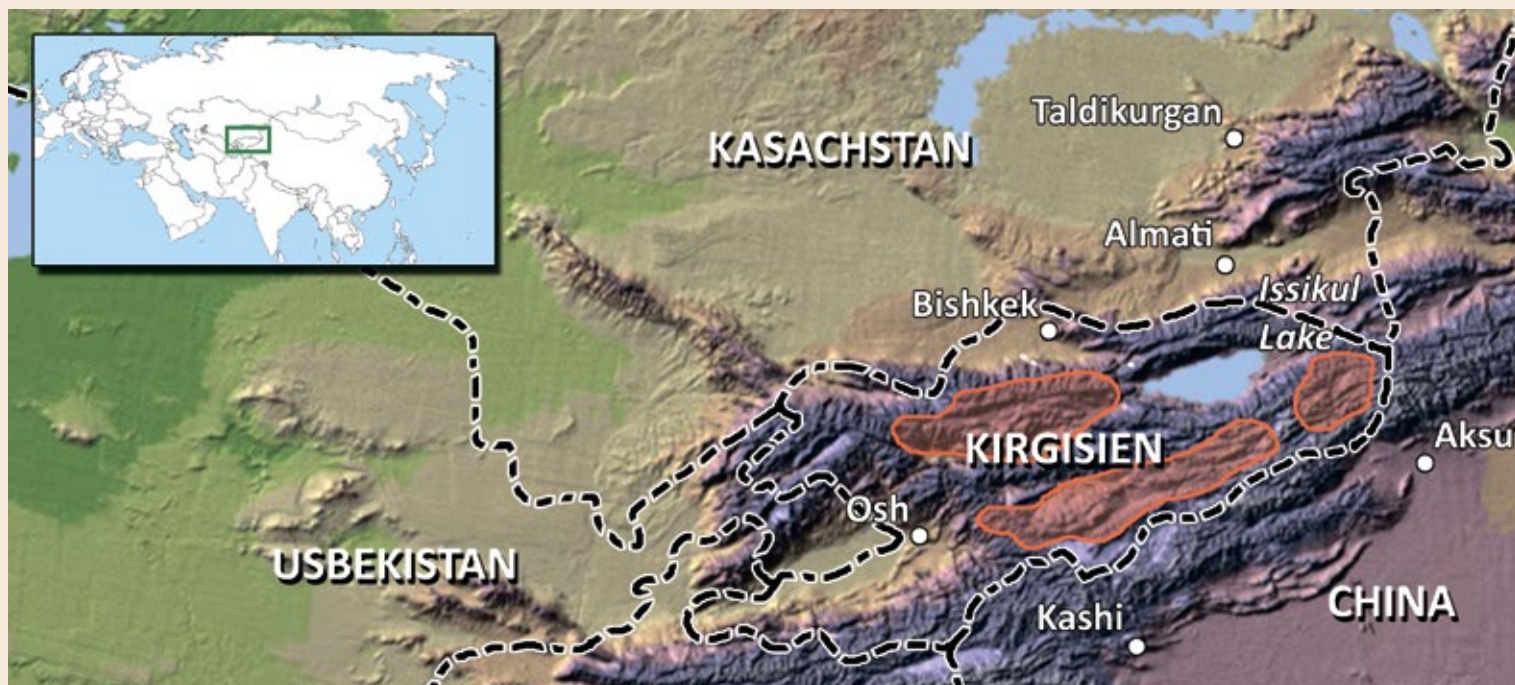 Taldikurgan
KASACHSTAN
Almati
Bishkek
Issikul
Lake
KIRGISIEN
Aksu
Osh
USBEKISTAN
CHINA
Kashi